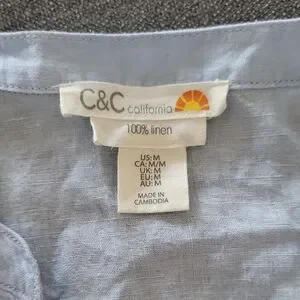 C&C california
100% linen
US: M
CA: M/M
UK: M
EU: M
AU: M
MADE IN
CAMBODIA